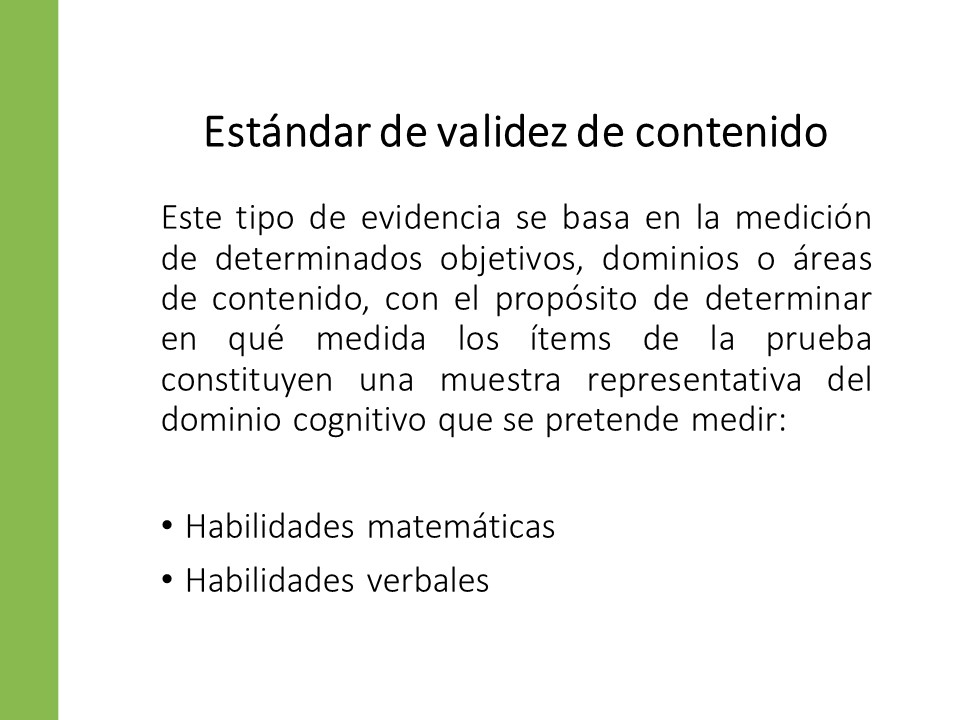 Estándar de validez de contenido
Este tipo de evidencia se basa en la medición
de determinados objetivos, dominios o áreas
de contenido, con el propósito de determinar
en qué medida los ítems de la prueba
constituyen una muestra representativa del
dominio cognitivo que se pretende medir:
• Habilidades matemáticas
• Habilidades verbales